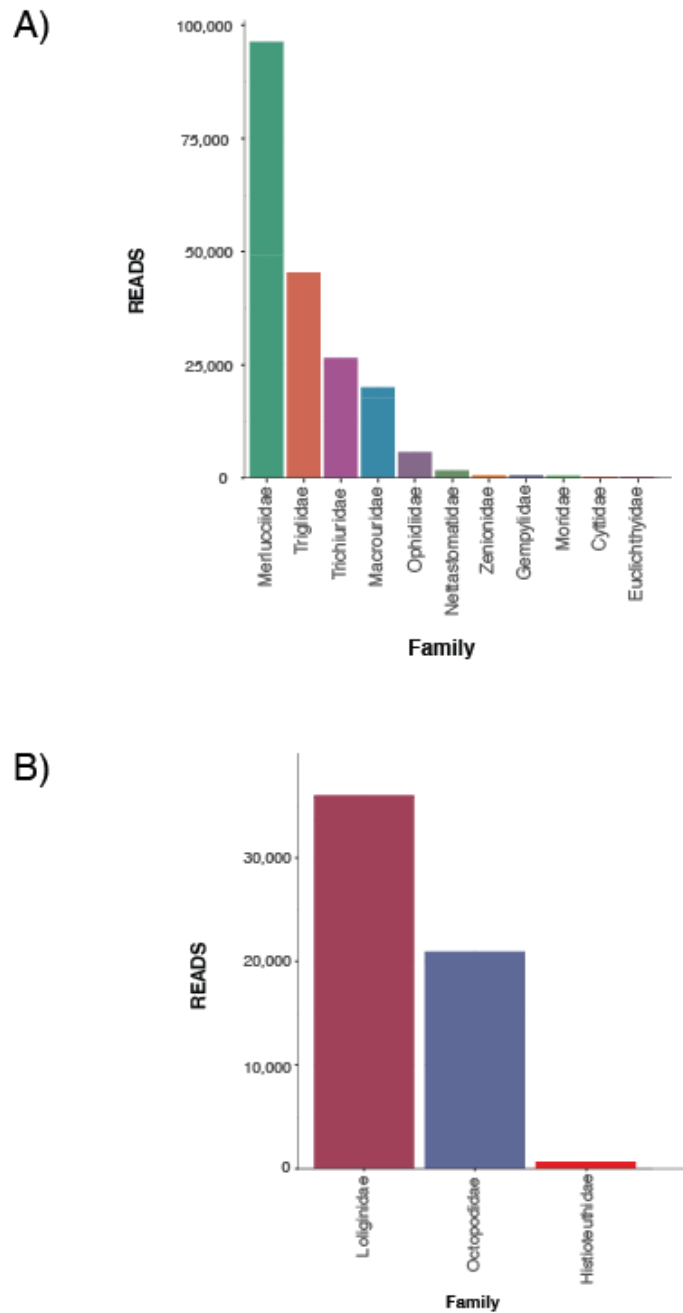 A)
100,000
75,000
50,000
25,000
0
READS
Merlucciidae
Triglidae
Trichiuridae
Macrouridae
Ophidiidae
Nettastomatidae
Zenionidae
Gempylidae
Moridae
Cyttidae
Euclichthyidae
Family
B)
30,000
20,000
10,000
0
READS
Loliginidae
Octopodidae
Histioteuthidae
Family